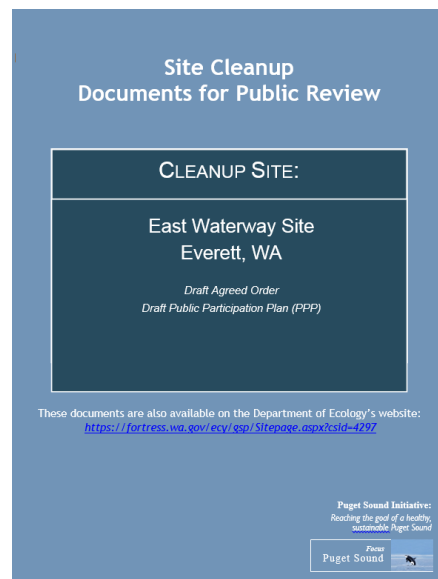 Site Cleanup
Documents for Public Review
CLEANUP SITE:
East Waterway Site
Everett, WA
Draft Agreed Order
Draft Public Participation Plan (PPP)
These documents are also available on the Department of Ecology's website:
https://fortress.wa.gov/ecy/gsp/Sitepage.aspx?csid=4297
Puget Sound Initiative:
Reaching the goal of a healthy,
sustainable Puget Sound
Focus
Puget Sound